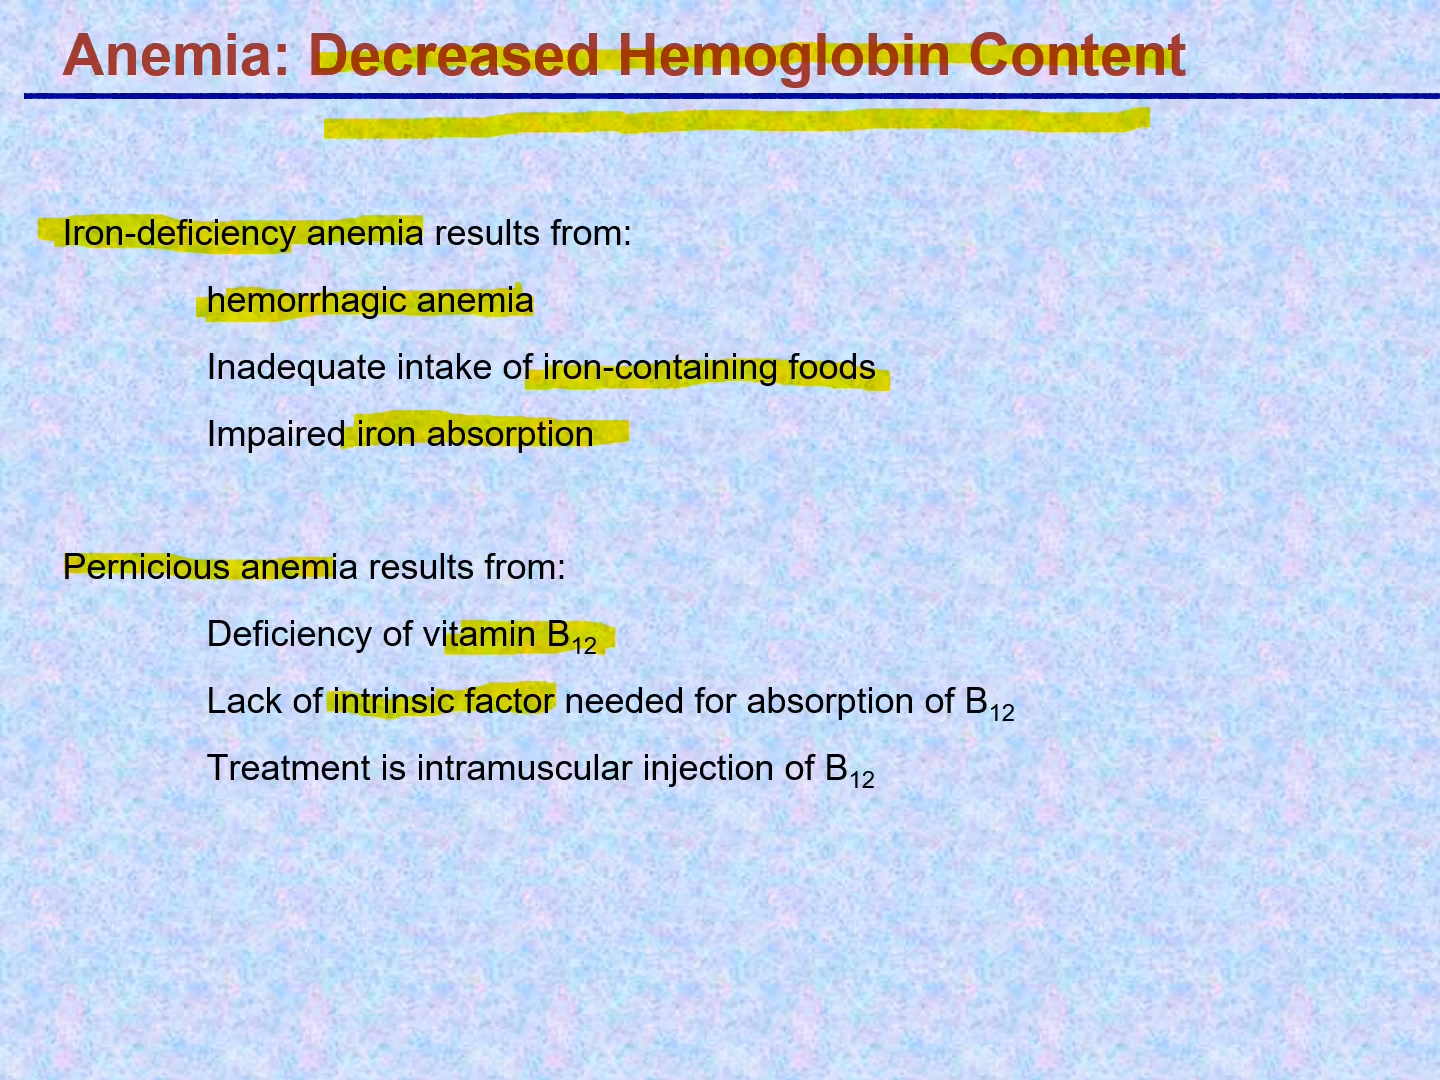 Anemia: Decreased Hemoglobin Content
Iron-deficiency anemia results from:
hemorrhagic anemia
Inadequate intake of iron-containing foods
Impaired iron absorption
Pernicious anemia results from:
Deficiency of vitamin B12
Lack of intrinsic factor needed for absorption of B12
Treatment is intramuscular injection of B12